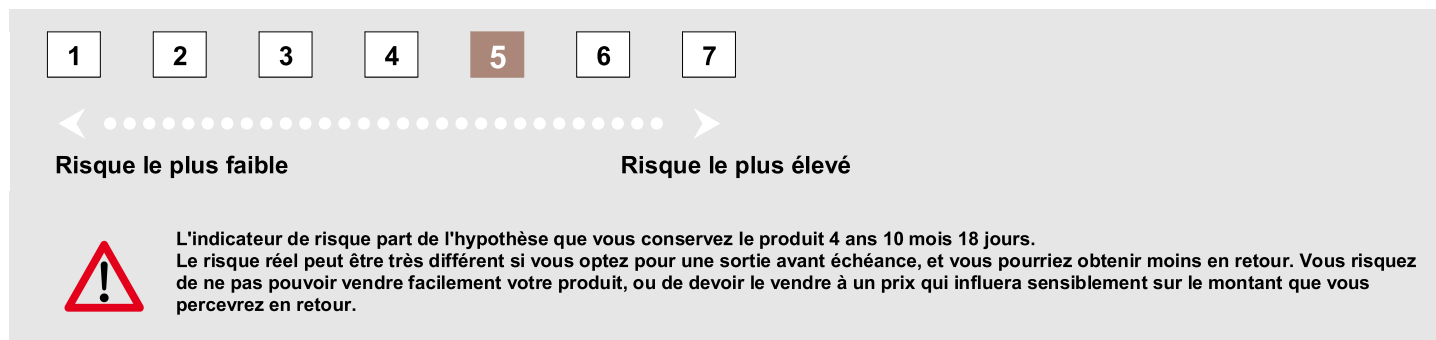 1 2 3 4 5 6 7
Risque le plus faible Risque le plus élevé
L'indicateur de risque part de l'hypothèse que vous conservez le produit 4 ans 10 mois 18 jours.
Le risque réel peut être très différent si vous optez pour une sortie avant échéance, et vous pourriez obtenir moins en retour. Vous risquez
de ne pas pouvoir vendre facilement votre produit, ou de devoir le vendre à un prix qui influera sensiblement sur le montant que vous
percevrez en retour.